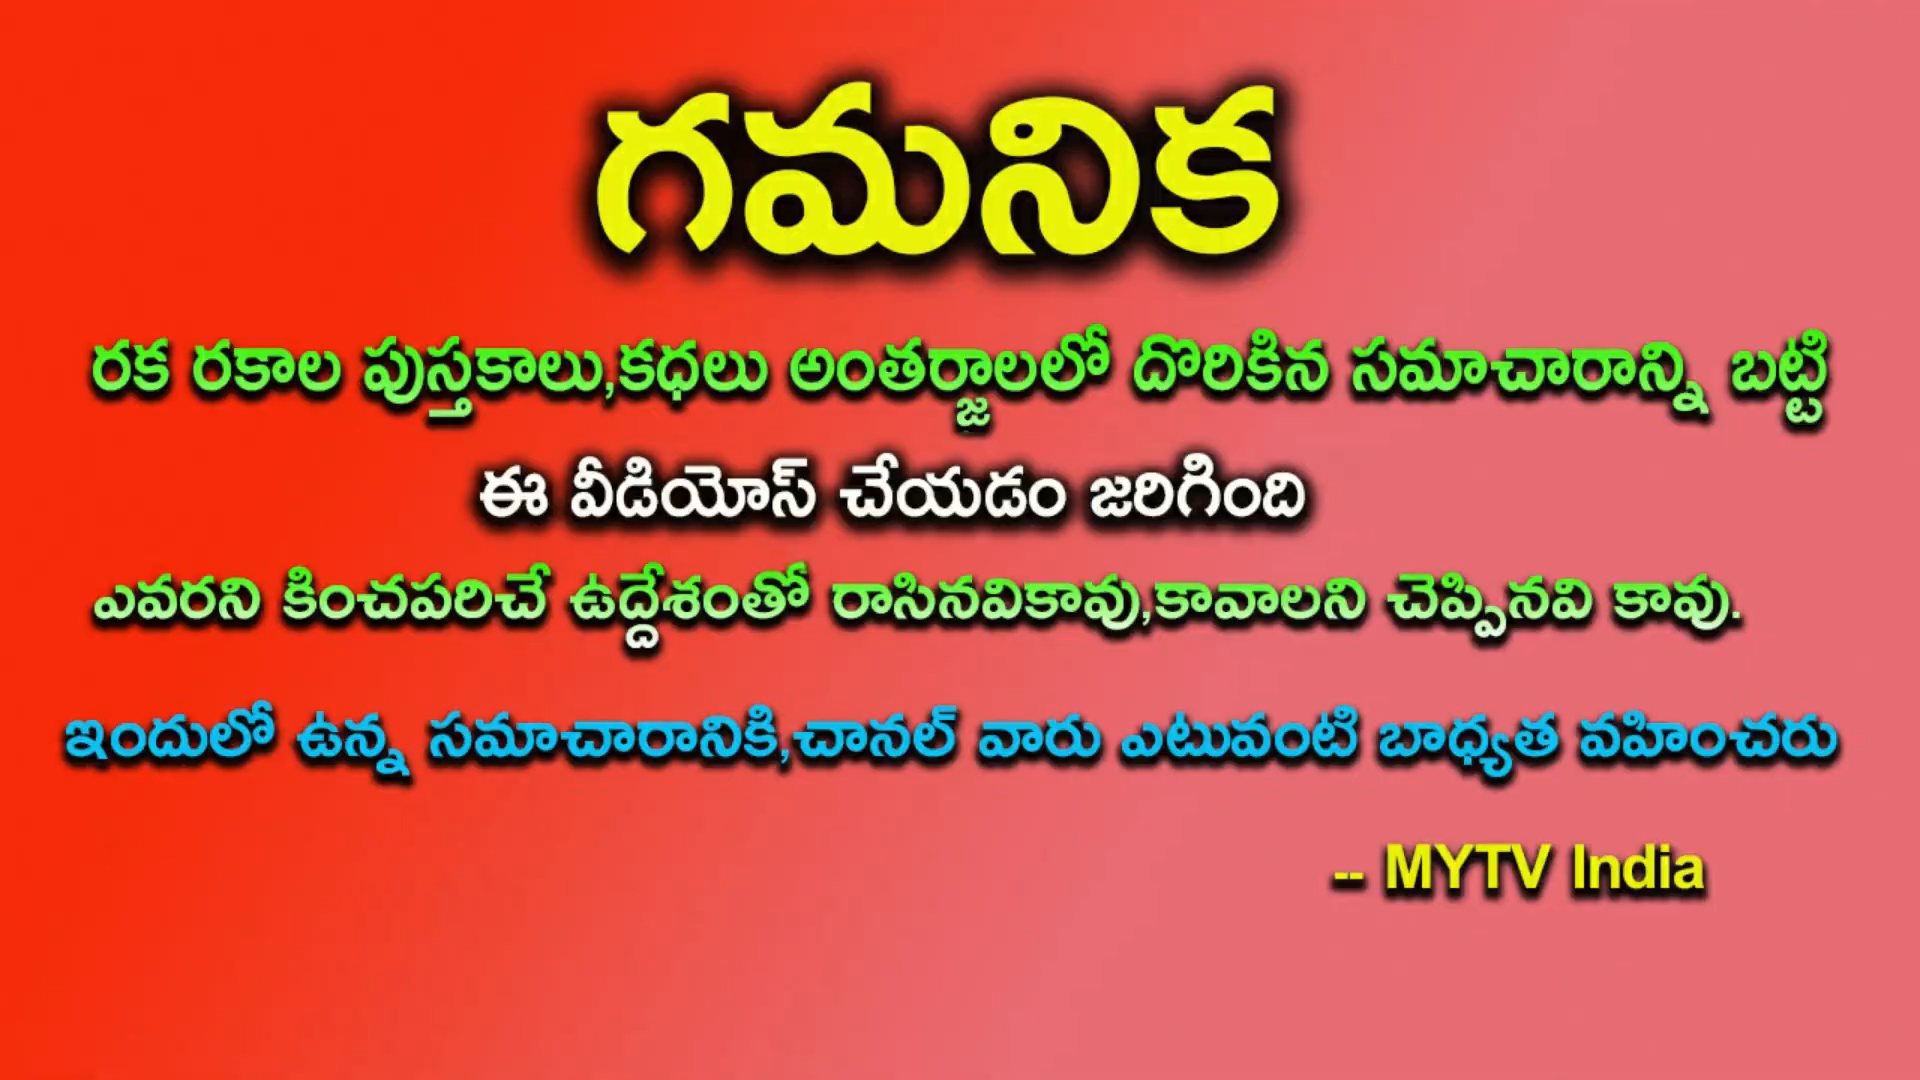 గమనిక
రక రకాల పుస్తకాలు,కధలు అంతర్జాలలో దొరికిన సమాచారాన్ని బట్టి
ఈ వీడియోస్ చేయడం జరిగింది
ఎవరని కించపరిచే ఉద్దేశంతో రాసినవికావు,కావాలని చెప్పినవి కావు.
ఇందులో ఉన్న సమాచారానికి,చానల్ వారు ఎటువంటి బాధ్యత వహించరు
-- MYTV India